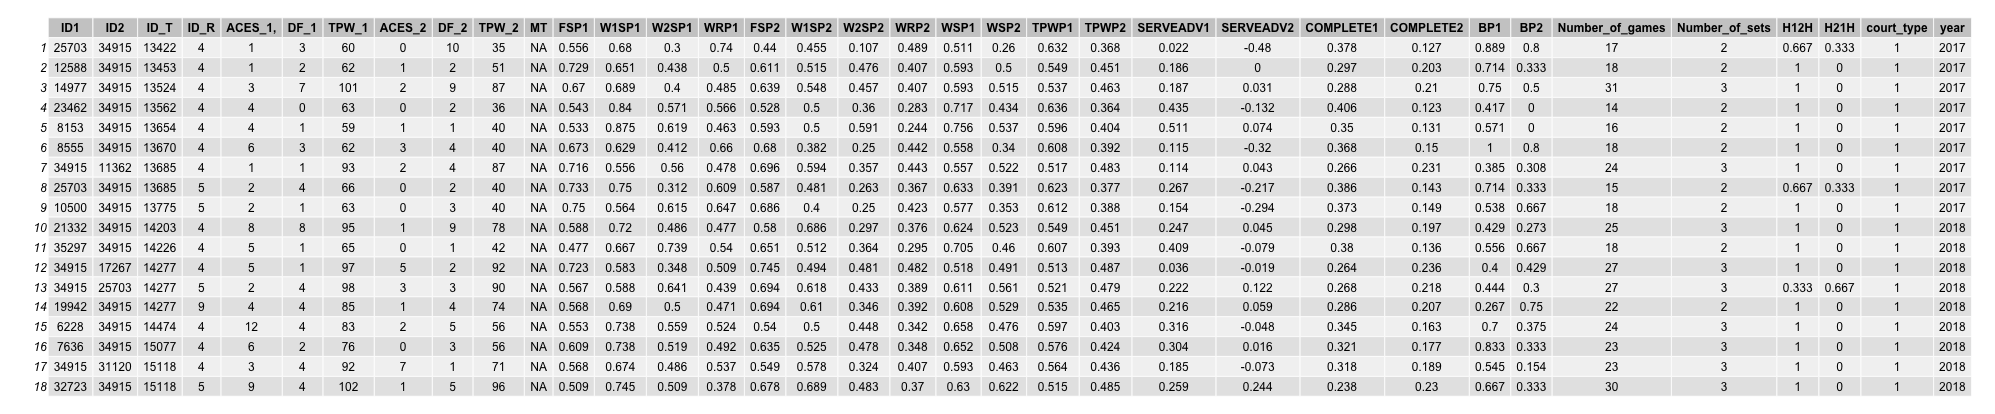 ID1 ID2 ID_T ID_R ACES_1, DF_1 TPW_1 ACES_2 DF_2 TPW_2 MT FSP1 W1SP1 W2SP1 WRP1 FSP2 W1SP2 W2SP2 WRP2 WSP1 WSP2 TPWP1 TPWP2 SERVEADV1 SERVEADV2 COMPLETE1 COMPLETE2 BP1 BP2 Number_of_games Number_of_sets H12H H21H court_type year
1 25703 34915 13422 4 1 3 60 0 10 35 NA 0.556 0.68 0.3 0.74 0.44 0.455 0.107 0.489 0.511 0.26 0.632 0.368 0.022 -0.48 0.378 0.127 0.889 0.8 17 2 0.667 0.333 1 2017
2 12588 34915 13453 4 1 2 62 1 2 51 NA 0.729 0.651 0.438 0.5 0.611 0.515 0.476 0.407 0.593 0.5 0.549 0.451 0.186 0 0.297 0.203 0.714 0.333 18 2 1 0 1 2017
3 14977 34915 13524 4 3 7 101 2 9 87 NA 0.67 0.689 0.4 0.485 0.639 0.548 0.457 0.407 0.593 0.515 0.537 0.463 0.187 0.031 0.288 0.21 0.75 0.5 31 3 1 0 1 2017
4 23462 34915 13562 4 4 0 63 0 2 36 NA 0.543 0.84 0.571 0.566 0.528 0.5 0.36 0.283 0.717 0.434 0.636 0.364 0.435 -0.132 0.406 0.123 0.417 0 14 2 1 0 1 2017
5 8153 34915 13654 4 4 1 59 1 1 40 NA 0.533 0.875 0.619 0.463 0.593 0.5 0.591 0.244 0.756 0.537 0.596 0.404 0.511 0.074 0.35 0.131 0.571 0 16 2 1 0 1 2017
6 8555 34915 13670 4 6 3 62 3 4 40 NA 0.673 0.629 0.412 0.66 0.68 0.382 0.25 0.442 0.558 0.34 0.608 0.392 0.115 -0.32 0.368 0.15 1 0.8 18 2 1 0 1 2017
7 34915 11362 13685 4 1 1 93 2 4 87 NA 0.716 0.556 0.56 0.478 0.696 0.594 0.357 0.443 0.557 0.522 0.517 0.483 0.114 0.043 0.266 0.231 0.385 0.308 24 3 1 0 1 2017
8 25703 34915 13685 5 2 4 66 0 2 40 NA 0.733 0.75 0.312 0.609 0.587 0.481 0.263 0.367 0.633 0.391 0.623 0.377 0.267 -0.217 0.386 0.143 0.714 0.333 15 2 0.667 0.333 1 2017
9 10500 34915 13775 5 2 1 63 0 3 40 NA 0.75 0.564 0.615 0.647 0.686 0.4 0.25 0.423 0.577 0.353 0.612 0.388 0.154 -0.294 0.373 0.149 0.538 0.667 18 2 1 0 1 2017
10 21332 34915 14203 4 8 8 95 1 9 78 NA 0.588 0.72 0.486 0.477 0.58 0.686 0.297 0.376 0.624 0.523 0.549 0.451 0.247 0.045 0.298 0.197 0.429 0.273 25 3 1 0 1 2018
11 35297 34915 14226 4 5 1 65 0 1 42 NA 0.477 0.667 0.739 0.54 0.651 0.512 0.364 0.295 0.705 0.46 0.607 0.393 0.409 -0.079 0.38 0.136 0.556 0.667 18 2 1 0 1 2018
12 34915 17267 14277 4 5 1 97 5 2 92 NA 0.723 0.583 0.348 0.509 0.745 0.494 0.481 0.482 0.518 0.491 0.513 0.487 0.036 -0.019 0.264 0.236 0.4 0.429 27 3 1 0 1 2018
13 34915 25703 14277 5 2 4 98 3 3 90 NA 0.567 0.588 0.641 0.439 0.694 0.618 0.433 0.389 0.611 0.561 0.521 0.479 0.222 0.122 0.268 0.218 0.444 0.3 27 3 0.333 0.667 1 2018
14 19942 34915 14277 9 4 4 85 1 4 74 NA 0.568 0.69 0.5 0.471 0.694 0.61 0.346 0.392 0.608 0.529 0.535 0.465 0.216 0.059 0.286 0.207 0.267 0.75 22 2 1 0 1 2018
15 6228 34915 14474 4 12 4 83 2 5 56 NA 0.553 0.738 0.559 0.524 0.54 0.5 0.448 0.342 0.658 0.476 0.597 0.403 0.316 -0.048 0.345 0.163 0.7 0.375 24 3 1 0 1 2018
16 7636 34915 15077 4 6 2 76 0 3 56 NA 0.609 0.738 0.519 0.492 0.635 0.525 0.478 0.348 0.652 0.508 0.576 0.424 0.304 0.016 0.321 0.177 0.833 0.333 23 3 1 0 1 2018
17 34915 31120 15118 4 3 4 92 7 1 71 NA 0.568 0.674 0.486 0.537 0.549 0.578 0.324 0.407 0.593 0.463 0.564 0.436 0.185 -0.073 0.318 0.189 0.545 0.154 23 3 1 0 1 2018
18 32723 34915 15118 5 9 4 102 1 5 96 NA 0.509 0.745 0.509 0.378 0.678 0.689 0.483 0.37 0.63 0.622 0.515 0.485 0.259 0.244 0.238 0.23 0.667 0.333 30 3 1 0 1 2018